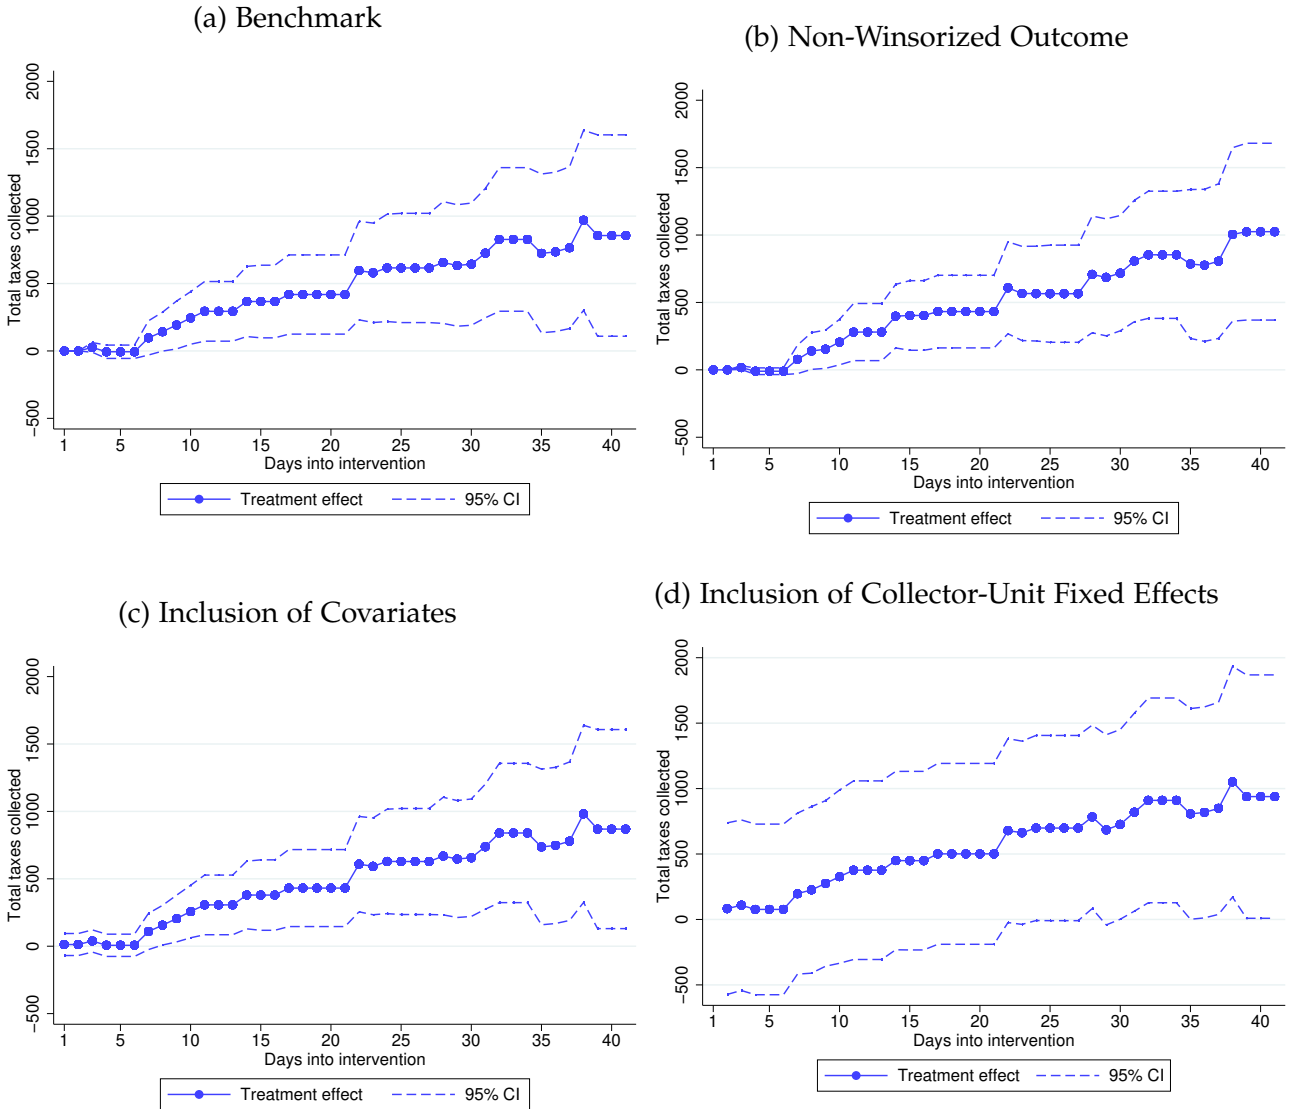 (a) Benchmark
Total taxes collected
2000
1500
1000
500
0
−500
1 5 10 15 20 25 30 35 40
Days into intervention
Treatment effect 95% CI
(b) Non-Winsorized Outcome
Total taxes collected
2000
1500
1000
500
0
−500
1 5 10 15 20 25 30 35 40
Days into intervention
Treatment effect 95% CI
(c) Inclusion of Covariates
Total taxes collected
2000
1500
1000
500
0
−500
1 5 10 15 20 25 30 35 40
Days into intervention
Treatment effect 95% CI
(d) Inclusion of Collector-Unit Fixed Effects
Total taxes collected
2000
1500
1000
500
0
−500
1 5 10 15 20 25 30 35 40
Days into intervention
Treatment effect 95% CI